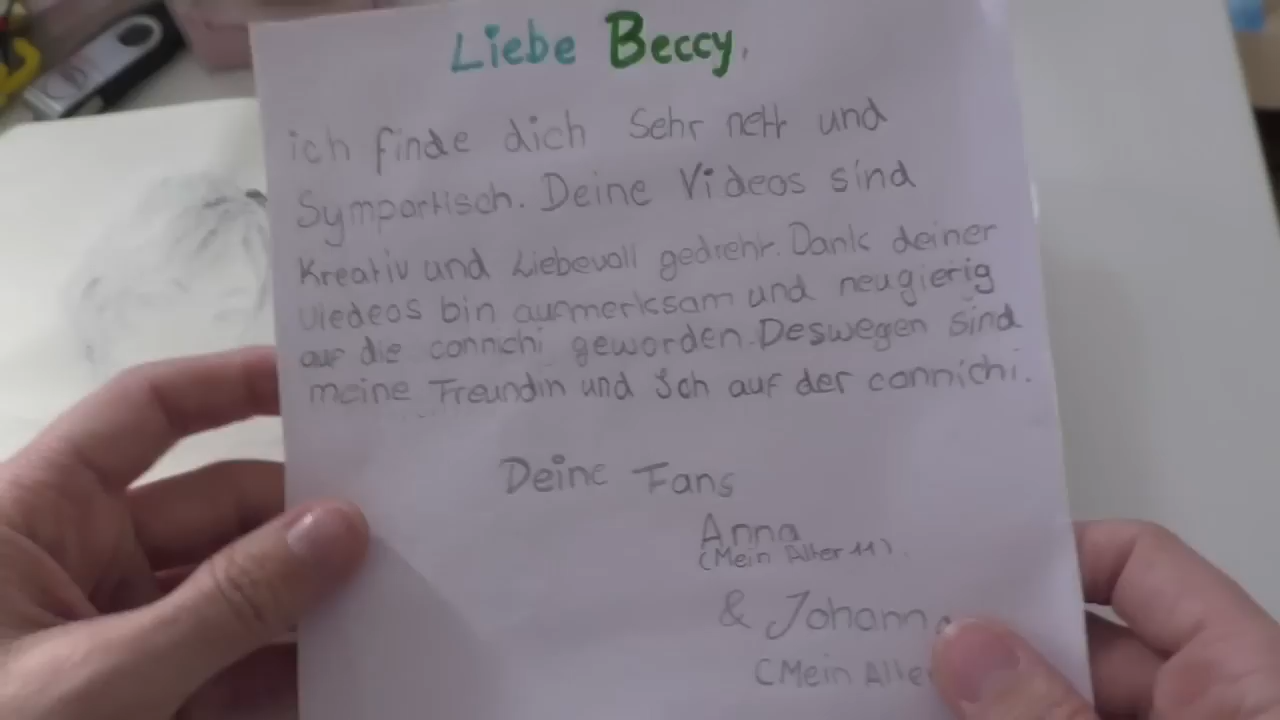 Liebe Beccy,
ich finde dich Sehr nett und
Sympartisch. Deine Videos sind
Kreativ und Liebevoll gedreht. Dank deiner
Viedeos bin aufmerksam und neugierig
auf die connichi geworden. Deswegen sind
meine Freundin und Ich auf der connichi.
Deine Fans
Anna
(Mein Alter 11)
& Johanna
(Mein Alter